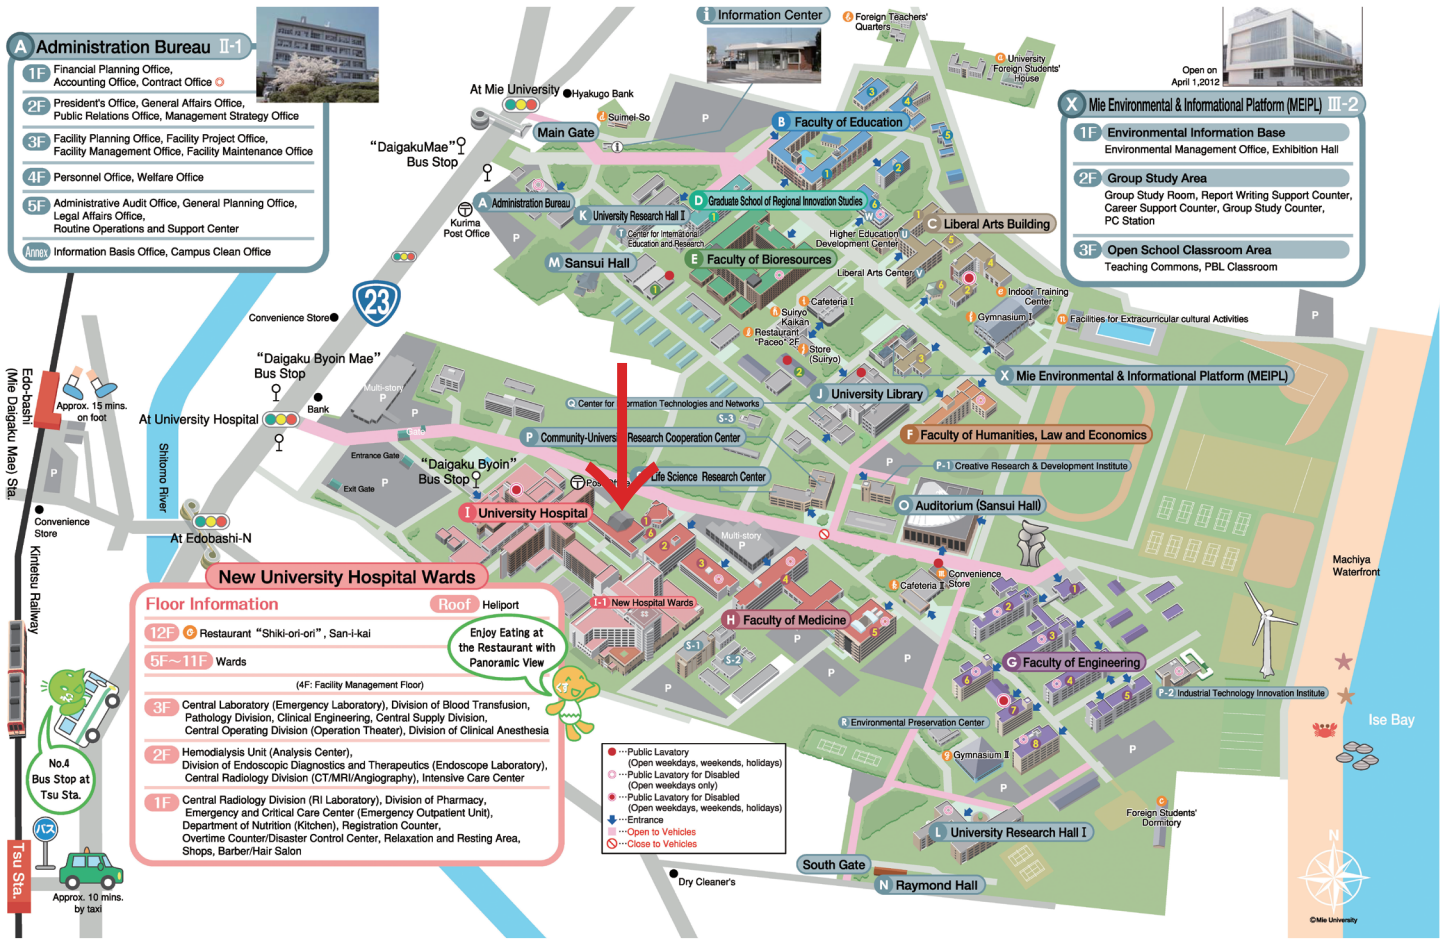 A Administration Bureau II-1
1F Financial Planning Office,
Accounting Office, Contract Office
2F President's Office, General Affairs Office,
Public Relations Office, Management Strategy Office
3F Facility Planning Office, Facility Project Office,
Facility Management Office, Facility Maintenance Office
4F Personnel Office, Welfare Office
5F Administrative Audit Office, General Planning Office,
Legal Affairs Office,
Routine Operations and Support Center
Annex Information Basis Office, Campus Clean Office
i Information Center
Foreign Teachers'
Quarters
University
Foreign Students'
House
Open on
April 1,2012
X Mie Environmental & Informational Platform (MEIPL) III-2
1F Environmental Information Base
Environmental Management Office, Exhibition Hall
2F Group Study Area
Group Study Room, Report Writing Support Counter,
Career Support Counter, Group Study Counter,
PC Station
3F Open School Classroom Area
Teaching Commons, PBL Classroom
At Mie University
Hyakugo Bank
Suimei-So
Main Gate
P
B Faculty of Education
"DaigakuMae"
Bus Stop
A Administration Bureau
Kurima
Post Office
P
K University Research Hall II
D Graduate School of Regional Innovation Studies
T Center for International
Education and Research
W
Higher Education
Development Center U
C Liberal Arts Building
M Sansui Hall
E Faculty of Bioresources
Liberal Arts Center V
e Indoor Training
Center
Cafeteria I
h Suiryo
Kaikan
f Gymnasium I
n Facilities for Extracurricular cultural Activities
P
Restaurant
"Paceo" 2F
Store
(Suiryo)
23
Convenience Store
"Daigaku Byoin Mae"
Bus Stop
Multi-story
P
P
Bank
At University Hospital
Gate
Entrance Gate
P
Exit Gate
X Mie Environmental & Informational Platform (MEIPL)
J University Library
Q Center for Information Technologies and Networks
S-3
P Community-University Research Cooperation Center
F Faculty of Humanities, Law and Economics
P
P-1 Creative Research & Development Institute
"Daigaku Byoin"
Bus Stop
Life Science Research Center
O Auditorium (Sansui Hall)
I University Hospital
Multi-story
P
Edo-bashi
(Mie Daigaku Mae) Sta.
Approx. 15 mins.
on foot
P
Shitomo River
Convenience
Store
Kintetsu Railway
At Edobashi-N
Cafeteria II
Convenience
Store
Machiya
Waterfront
I-1 New Hospital Wards
H Faculty of Medicine
S-1
S-2
P
P
P
G Faculty of Engineering
P-2 Industrial Technology Innovation Institute
R Environmental Preservation Center
g Gymnasium II
P
Ise Bay
New University Hospital Wards
Floor Information
Roof Heliport
12F Restaurant "Shiki-ori-ori", San-i-kai
5F～11F Wards
(4F: Facility Management Floor)
3F Central Laboratory (Emergency Laboratory), Division of Blood Transfusion,
Pathology Division, Clinical Engineering, Central Supply Division,
Central Operating Division (Operation Theater), Division of Clinical Anesthesia
2F Hemodialysis Unit (Analysis Center),
Division of Endoscopic Diagnostics and Therapeutics (Endoscope Laboratory),
Central Radiology Division (CT/MRI/Angiography), Intensive Care Center
1F Central Radiology Division (RI Laboratory), Division of Pharmacy,
Emergency and Critical Care Center (Emergency Outpatient Unit),
Department of Nutrition (Kitchen), Registration Counter,
Overtime Counter/Disaster Control Center, Relaxation and Resting Area,
Shops, Barber/Hair Salon
Enjoy Eating at
the Restaurant with
Panoramic View
No.4
Bus Stop at
Tsu Sta.
バス
Tsu Sta.
Approx. 10 mins.
by taxi
…Public Lavatory
(Open weekdays, weekends, holidays)
…Public Lavatory for Disabled
(Open weekdays only)
…Public Lavatory for Disabled
(Open weekdays, weekends, holidays)
…Entrance
…Open to Vehicles
…Close to Vehicles
Foreign Students'
Dormitory
L University Research Hall I
South Gate
N Raymond Hall
Dry Cleaner's
N
©Mie University